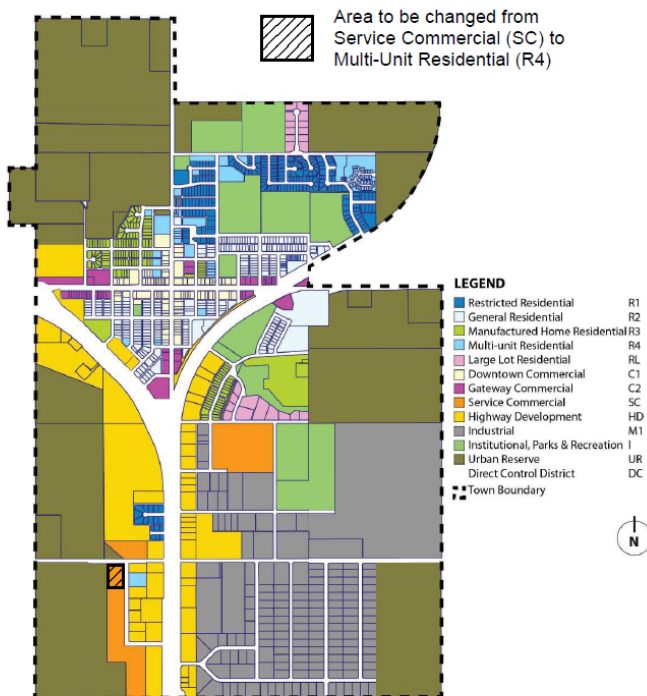 Area to be changed from
Service Commercial (SC) to
Multi-Unit Residential (R4)
LEGEND
Restricted Residential R1
General Residential R2
Manufactured Home Residential R3
Multi-unit Residential R4
Large Lot Residential RL
Downtown Commercial C1
Gateway Commercial C2
Service Commercial SC
Highway Development HD
Industrial M1
Institutional, Parks & Recreation I
Urban Reserve UR
Direct Control District DC
Town Boundary
N